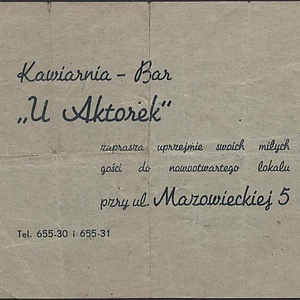 Kawiarnia - Bar
„U Aktorek"
zaprasza uprzejmie swoich miłych
gości do nowootwartego lokalu
przy ul. Mazowieckiej 5
Tel. 655-30 i 655-31